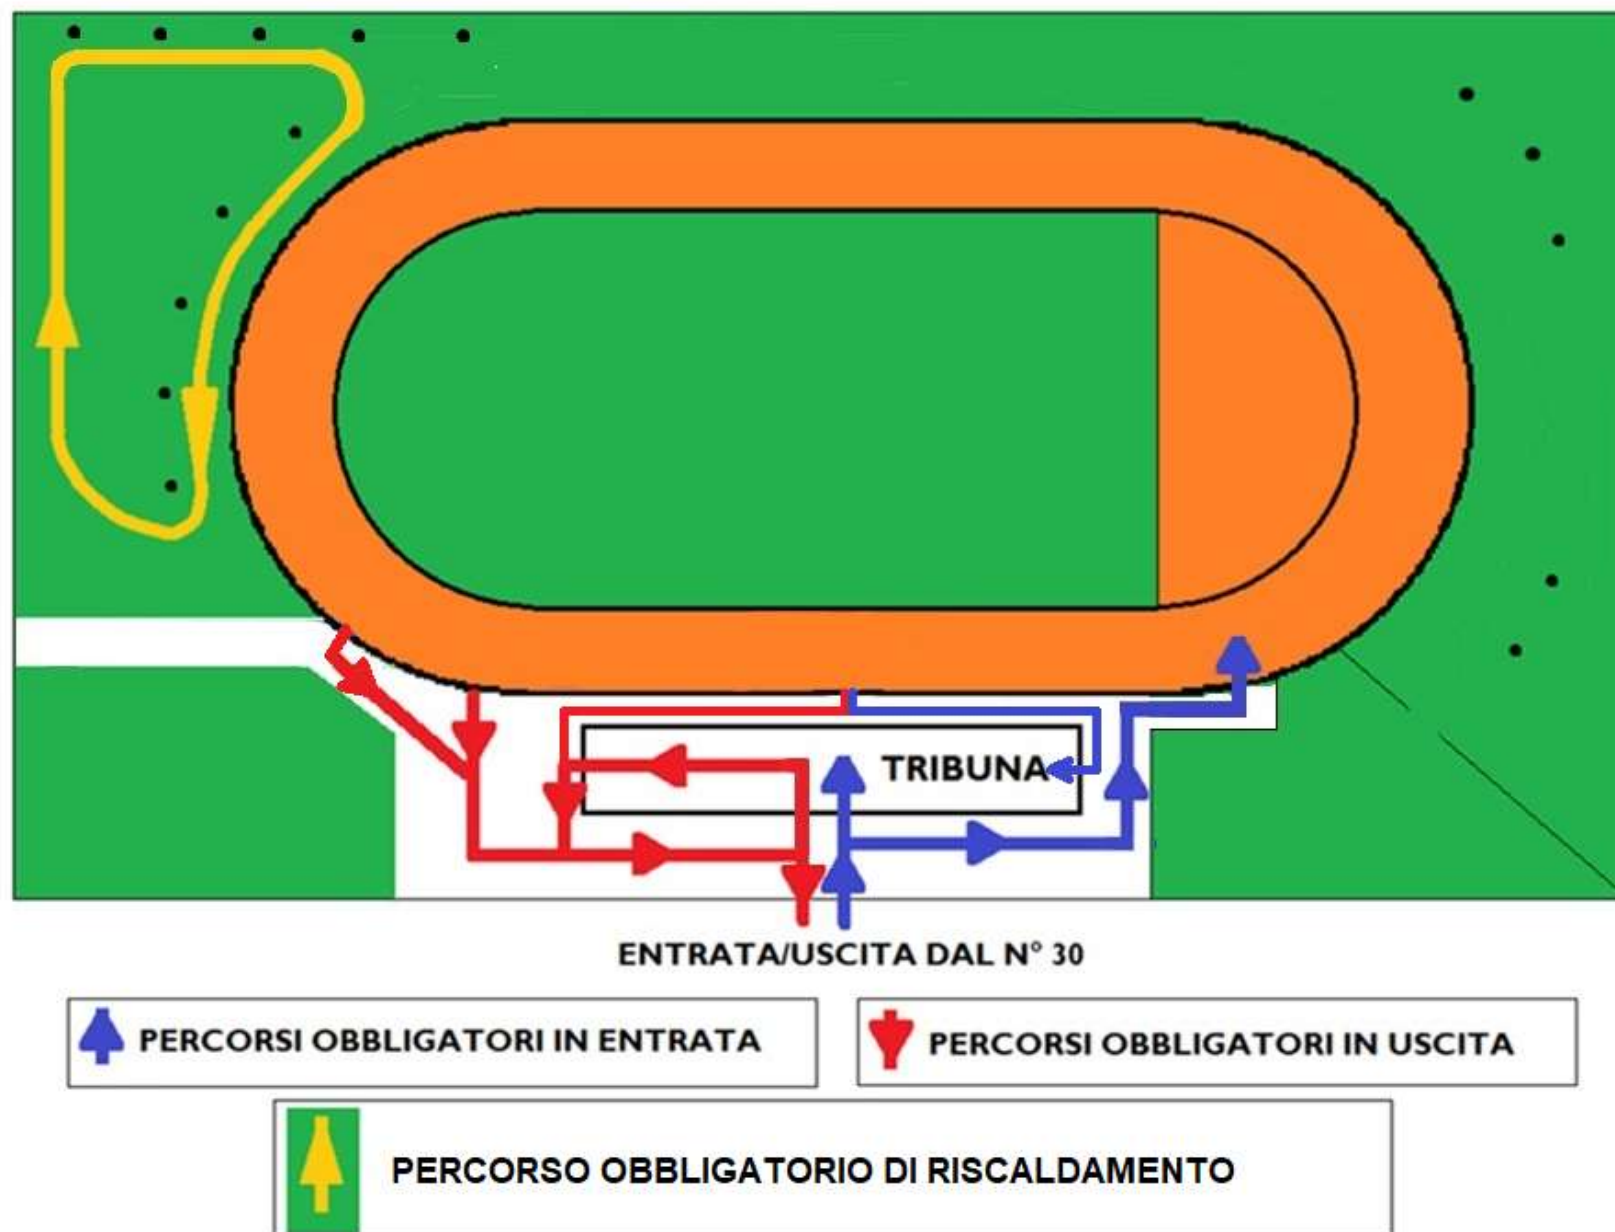 TRIBUNA
ENTRATA/USCITA DAL N° 30
PERCORSI OBBLIGATORI IN ENTRATA
PERCORSI OBBLIGATORI IN USCITA
PERCORSO OBBLIGATORIO DI RISCALDAMENTO